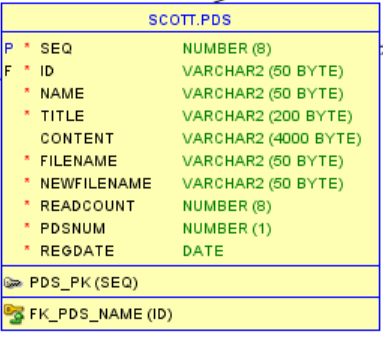 SCOTT.PDS
P * SEQ NUMBER (8)
F * ID VARCHAR2 (50 BYTE)
* NAME VARCHAR2 (50 BYTE)
* TITLE VARCHAR2 (200 BYTE)
CONTENT VARCHAR2 (4000 BYTE)
* FILENAME VARCHAR2 (50 BYTE)
* NEWFILENAME VARCHAR2 (50 BYTE)
* READCOUNT NUMBER (8)
* PDSNUM NUMBER (1)
* REGDATE DATE
PDS_PK (SEQ)
FK_PDS_NAME (ID)